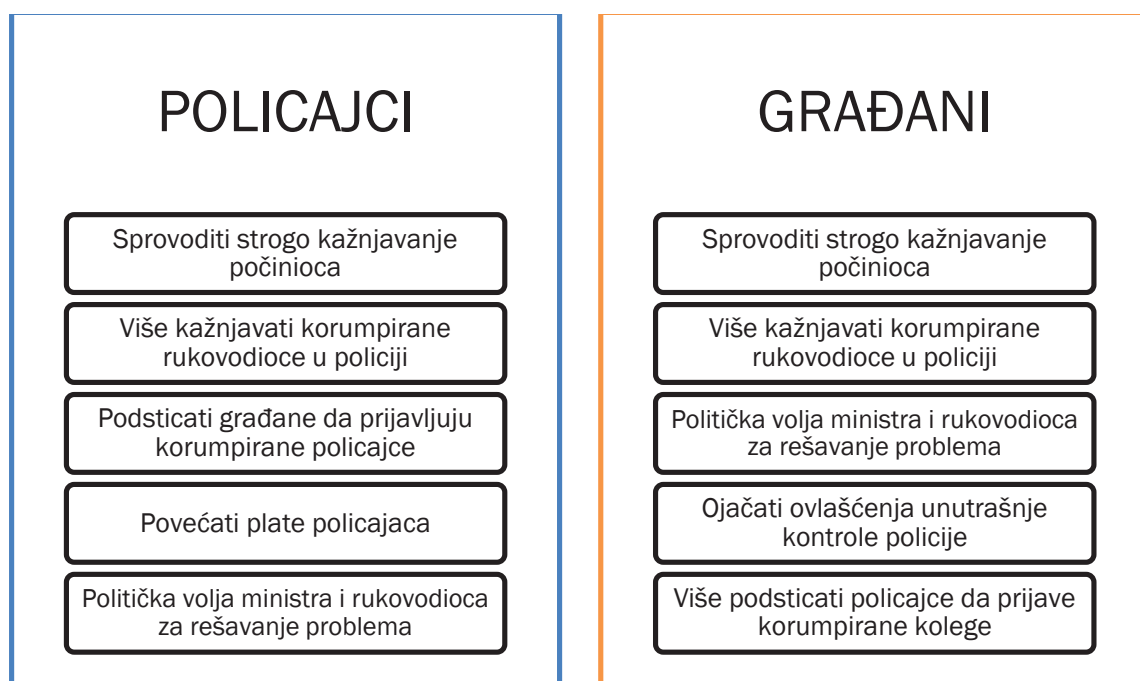 POLICAJCI
Sprovoditi strogo kažnjavanje
počinioca
Više kažnjavati korumpirane
rukovodioce u policiji
Podsticati građane da prijavljuju
korumpirane policajce
Povećati plate policajaca
Politička volja ministra i rukovodioca
za rešavanje problema
GRAĐANI
Sprovoditi strogo kažnjavanje
počinioca
Više kažnjavati korumpirane
rukovodioce u policiji
Politička volja ministra i rukovodioca
za rešavanje problema
Ojačati ovlašćenja unutrašnje
kontrole policije
Više podsticati policajce da prijave
korumpirane kolege